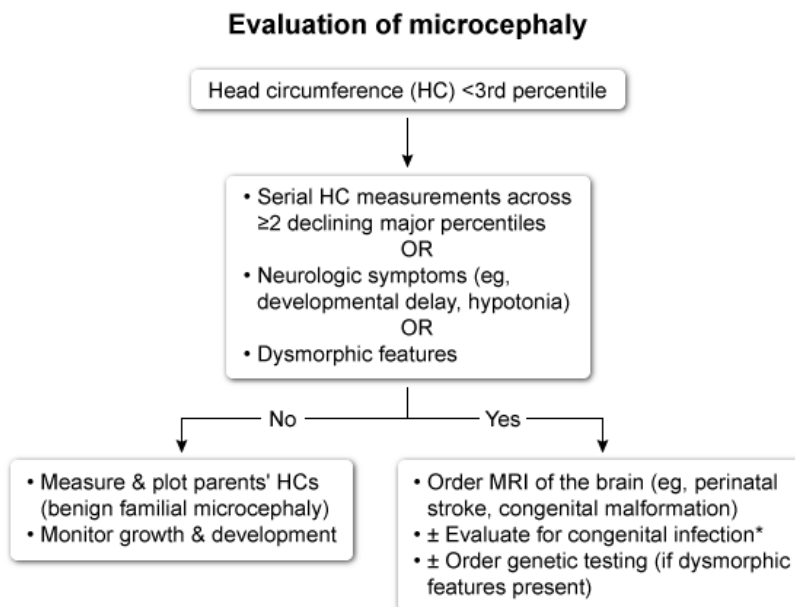 Evaluation of microcephaly
Head circumference (HC) <3rd percentile
• Serial HC measurements across
≥2 declining major percentiles
OR
• Neurologic symptoms (eg,
developmental delay, hypotonia)
OR
• Dysmorphic features
No
Yes
• Measure & plot parents' HCs
(benign familial microcephaly)
• Monitor growth & development
• Order MRI of the brain (eg, perinatal
stroke, congenital malformation)
• ± Evaluate for congenital infection*
• ± Order genetic testing (if dysmorphic
features present)